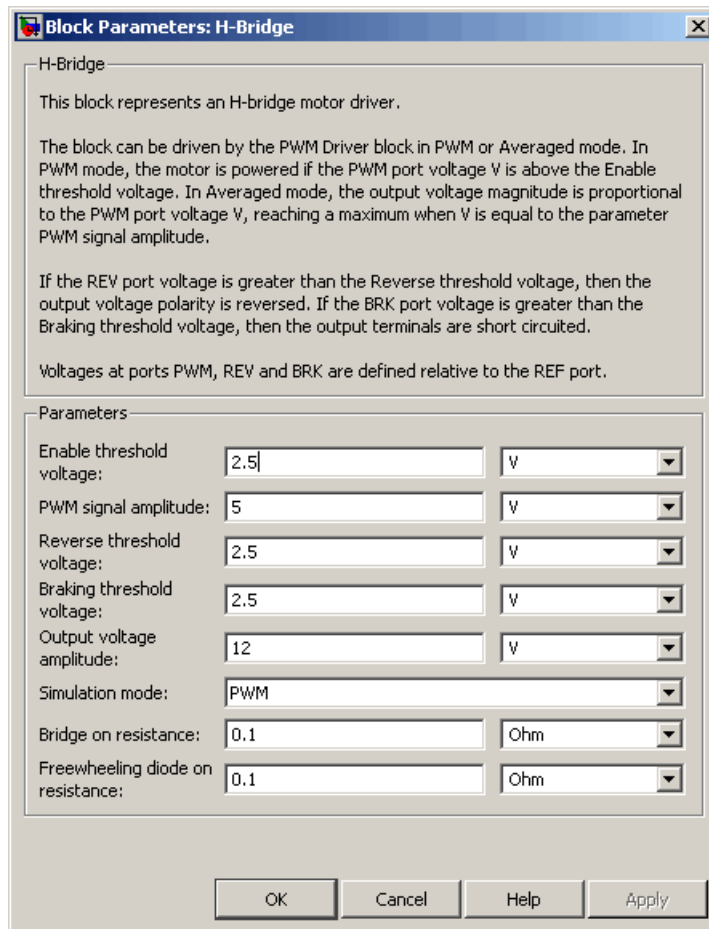 Block Parameters: H-Bridge
H-Bridge
This block represents an H-bridge motor driver.
The block can be driven by the PWM Driver block in PWM or Averaged mode. In
PWM mode, the motor is powered if the PWM port voltage V is above the Enable
threshold voltage. In Averaged mode, the output voltage magnitude is proportional
to the PWM port voltage V, reaching a maximum when V is equal to the parameter
PWM signal amplitude.
If the REV port voltage is greater than the Reverse threshold voltage, then the
output voltage polarity is reversed. If the BRK port voltage is greater than the
Braking threshold voltage, then the output terminals are short circuited.
Voltages at ports PWM, REV and BRK are defined relative to the REF port.
Parameters
Enable threshold
voltage:
2.5
V
PWM signal amplitude:
5
V
Reverse threshold
voltage:
2.5
V
Braking threshold
voltage:
2.5
V
Output voltage
amplitude:
12
V
Simulation mode:
PWM
Bridge on resistance:
0.1
Ohm
Freewheeling diode on
resistance:
0.1
Ohm
OK
Cancel
Help
Apply